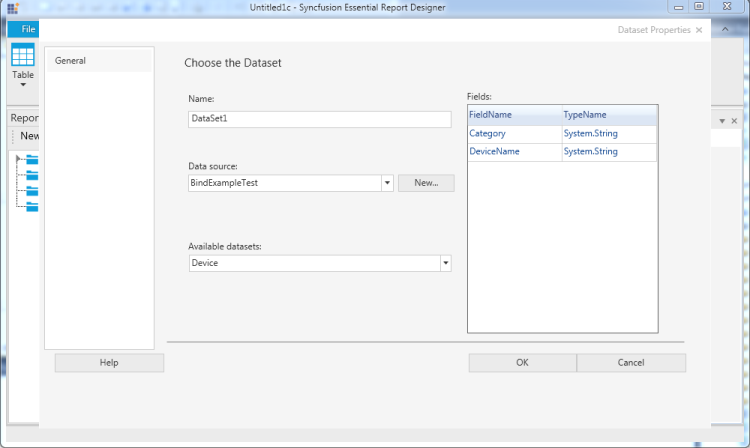 Untitled1c - Syncfusion Essential Report Designer
File
Dataset Properties
Table
General
Choose the Dataset
Name:
DataSet1
Fields:
FieldName TypeName
Category System.String
DeviceName System.String
Repor
New
Data source:
BindExampleTest
New...
Available datasets:
Device
Help
OK
Cancel